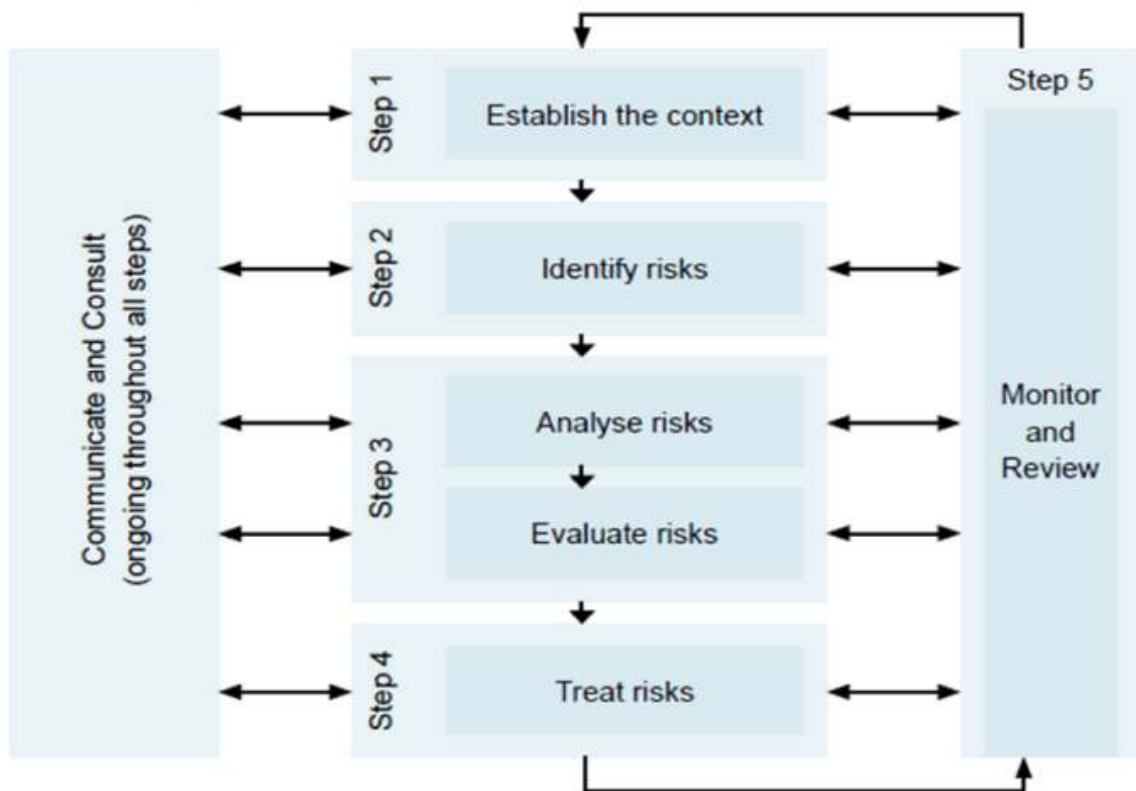 Communicate and Consult
(ongoing throughout all steps)
Step 1
Establish the context
Step 2
Identify risks
Step 3
Analyse risks
Evaluate risks
Step 4
Treat risks
Step 5
Monitor
and
Review